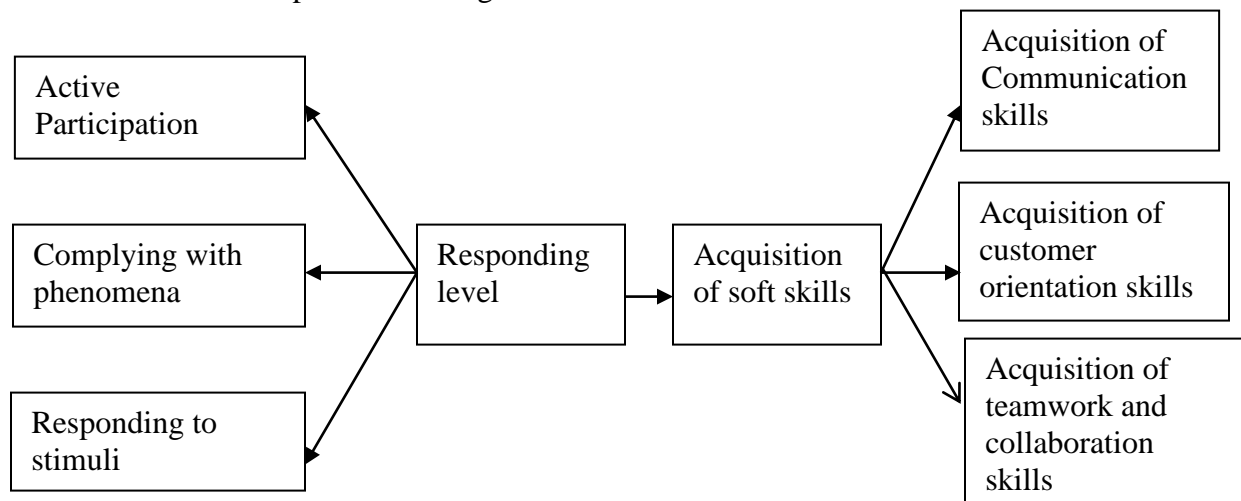 Active
Participation
Complying with
phenomena
Responding to
stimuli
Responding
level
Acquisition
of soft skills
Acquisition of
Communication
skills
Acquisition of
customer
orientation skills
Acquisition of
teamwork and
collaboration
skills